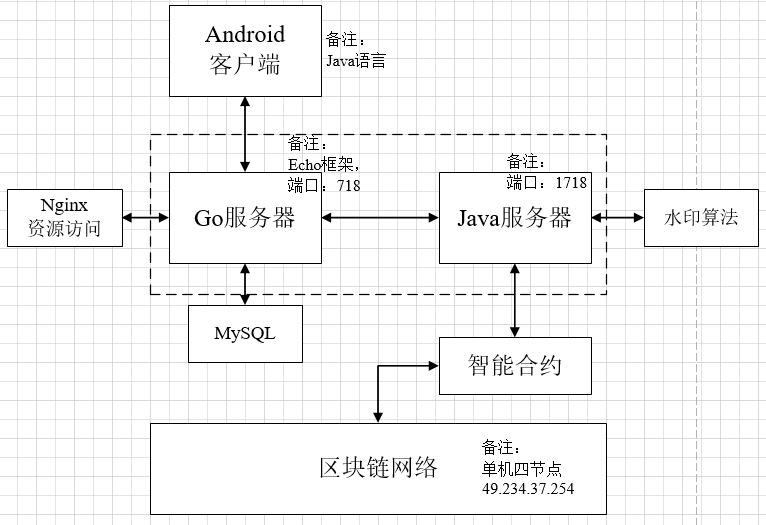 Android
客户端
备注：
Java语言
备注：
Echo框架，
端口：718
备注：
端口：1718
Nginx
资源访问
Go服务器
Java服务器
水印算法
MySQL
智能合约
区块链网络
备注：
单机四节点
49.234.37.254